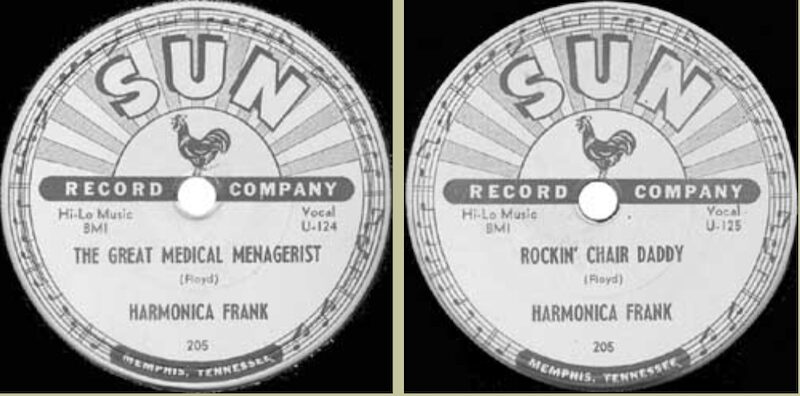 SUN
RECORD COMPANY
Hi-Lo Music Vocal
BMI U-124
THE GREAT MEDICAL MENAGERIST
(Floyd)
HARMONICA FRANK
205
MEMPHIS, TENNESSEE
SUN
RECORD COMPANY
Hi-Lo Music Vocal
BMI U-125
ROCKIN' CHAIR DADDY
(Floyd)
HARMONICA FRANK
205
MEMPHIS, TENNESSEE